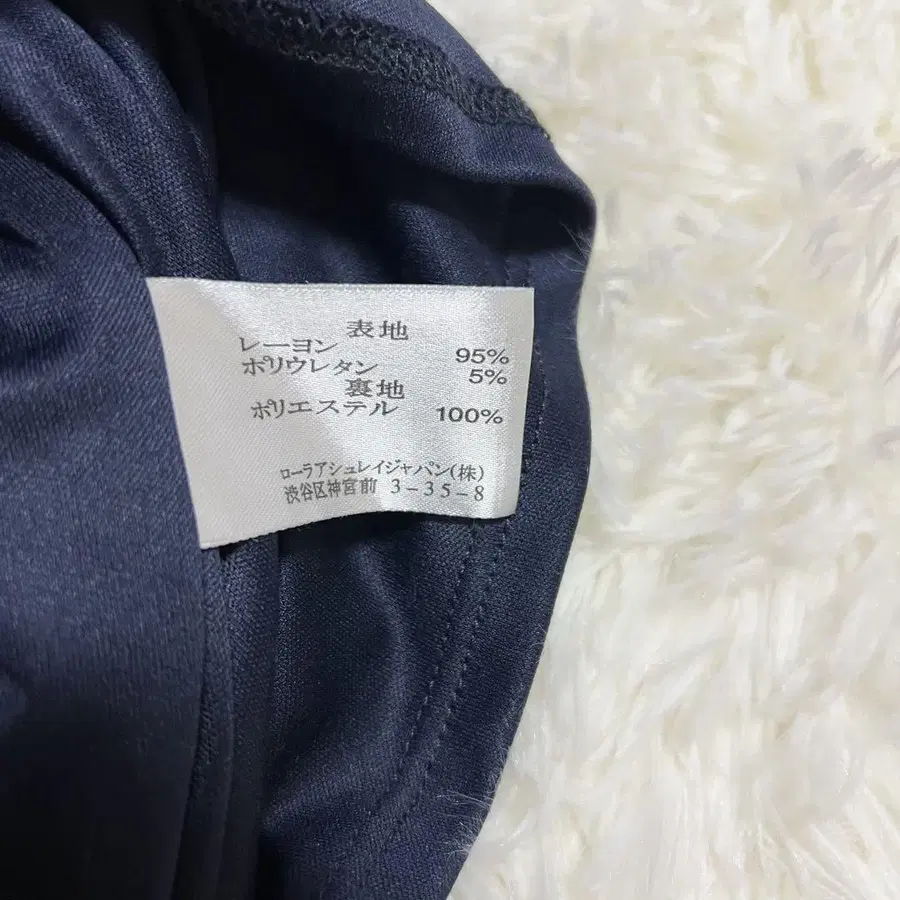 表地
レーヨン 95%
ポリウレタン 5%
裏地
ポリエステル 100%
ローラアシュレイジャパン(株)
渋谷区神宮前 3-35-8